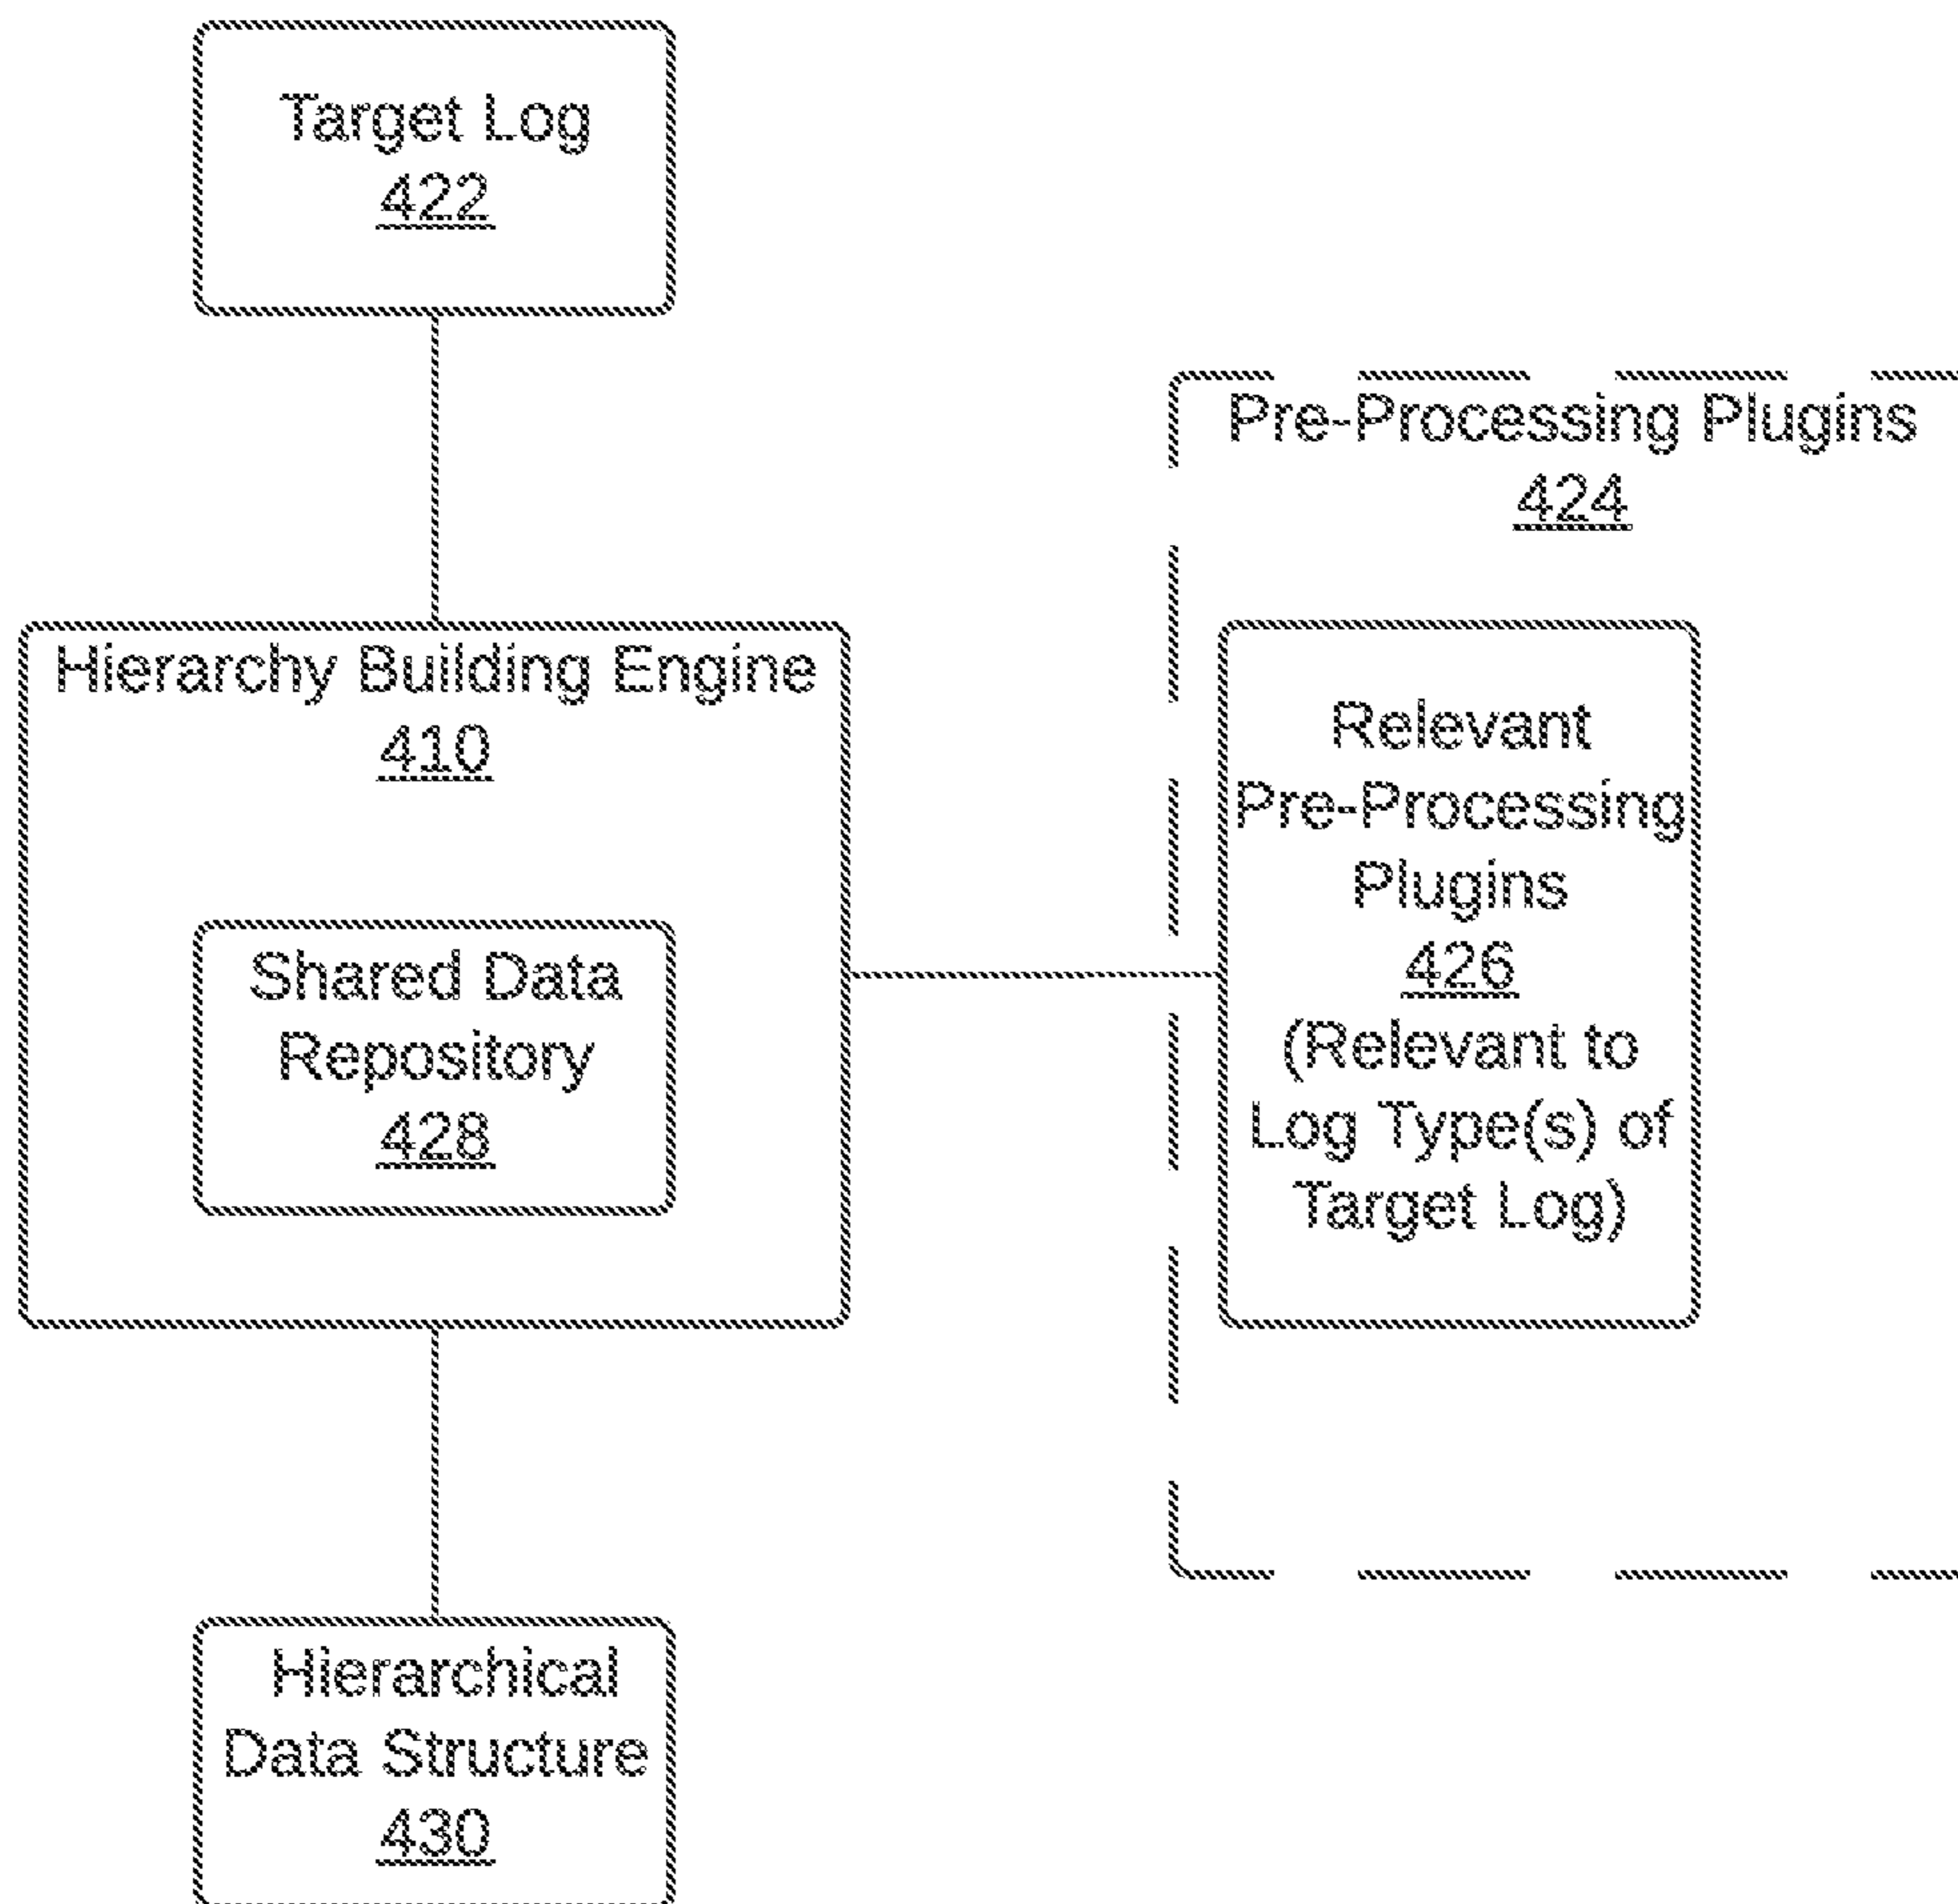 Target Log
422
Pre-Processing Plugins
424
Hierarchy Building Engine
410
Shared Data
Repository
428
Relevant
Pre-Processing
Plugins
426
(Relevant to
Log Type(s) of
Target Log)
Hierarchical
Data Structure
430